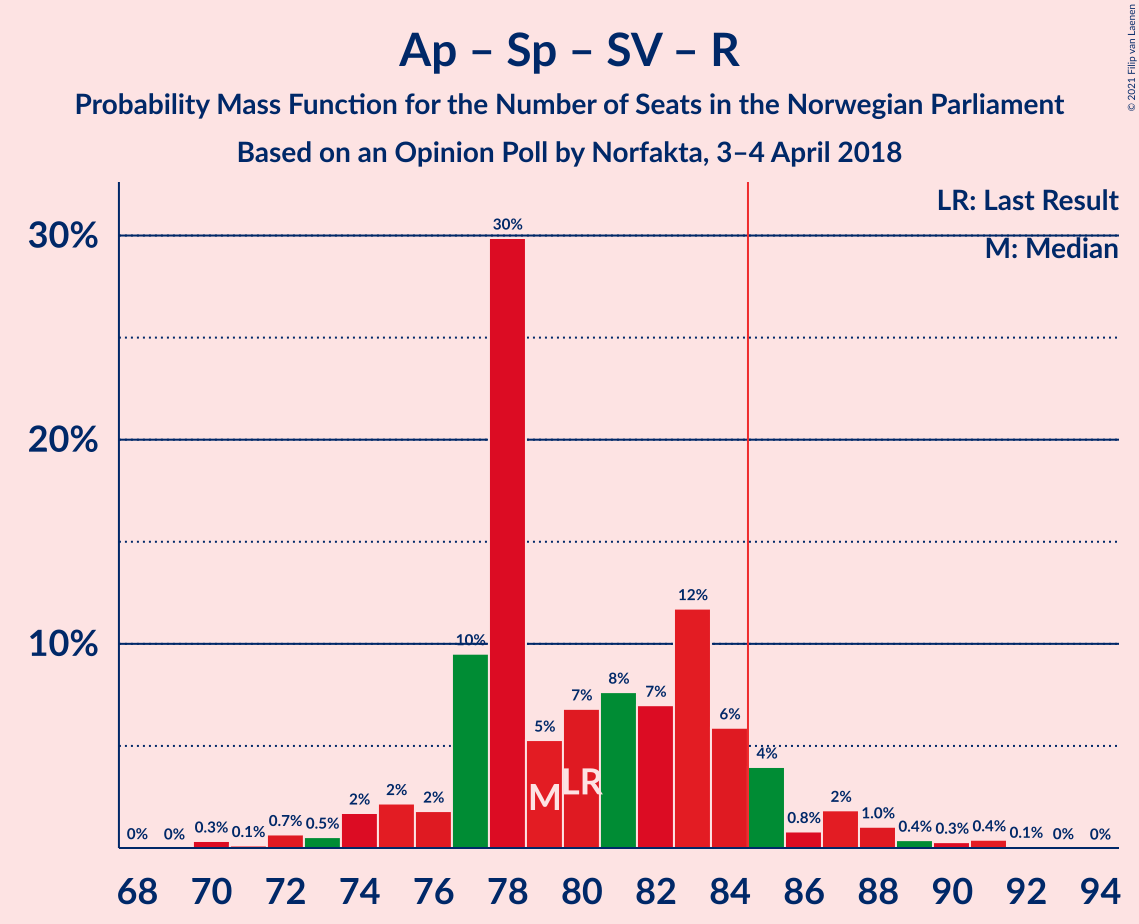 © 2021 Filip van Laenen
Ap – Sp – SV – R
Probability Mass Function for the Number of Seats in the Norwegian Parliament
Based on an Opinion Poll by Norfakta, 3–4 April 2018
LR: Last Result
M: Median
30%
20%
10%
0% 0% 0.3% 0.1% 0.7% 0.5% 2% 2% 2% 10% 30% 5% 7% 8% 7% 12% 6% 4% 0.8% 2% 1.0% 0.4% 0.3% 0.4% 0.1% 0% 0%
M LR
68 70 72 74 76 78 80 82 84 86 88 90 92 94